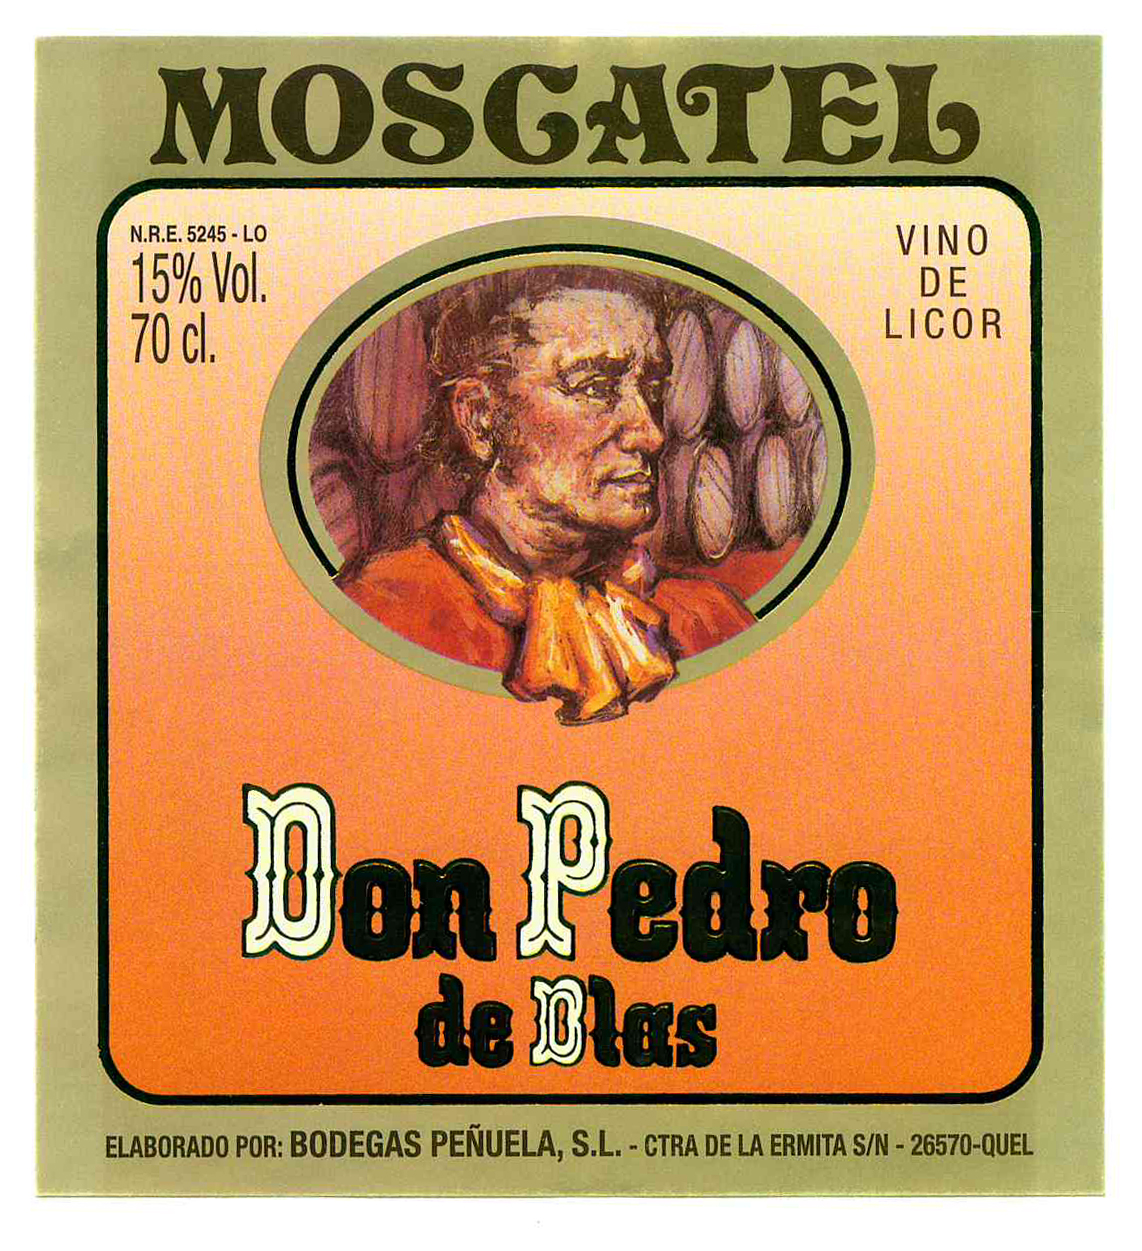 MOSCATEL
N.R.E. 5245 - LO
15% Vol.
70 cl.
VINO
DE
LICOR
Don Pedro
de Blas
ELABORADO POR: BODEGAS PEÑUELA, S.L. - CTRA DE LA ERMITA S/N - 26570-QUEL